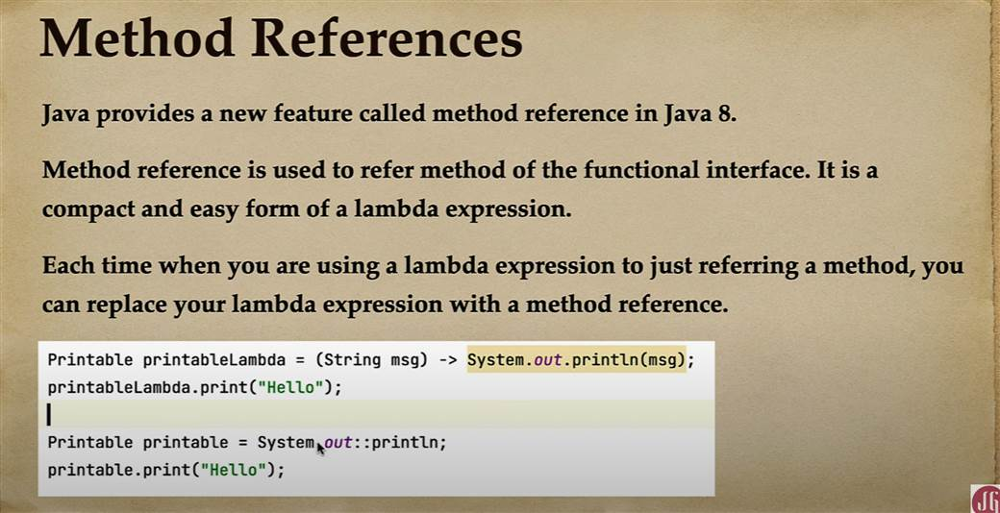 Method References
Java provides a new feature called method reference in Java 8.
Method reference is used to refer method of the functional interface. It is a
compact and easy form of a lambda expression.
Each time when you are using a lambda expression to just referring a method, you
can replace your lambda expression with a method reference.
Printable printableLambda = (String msg) -> System.out.println(msg);
printableLambda.print("Hello");
Printable printable = System.out::println;
printable.print("Hello");
JG